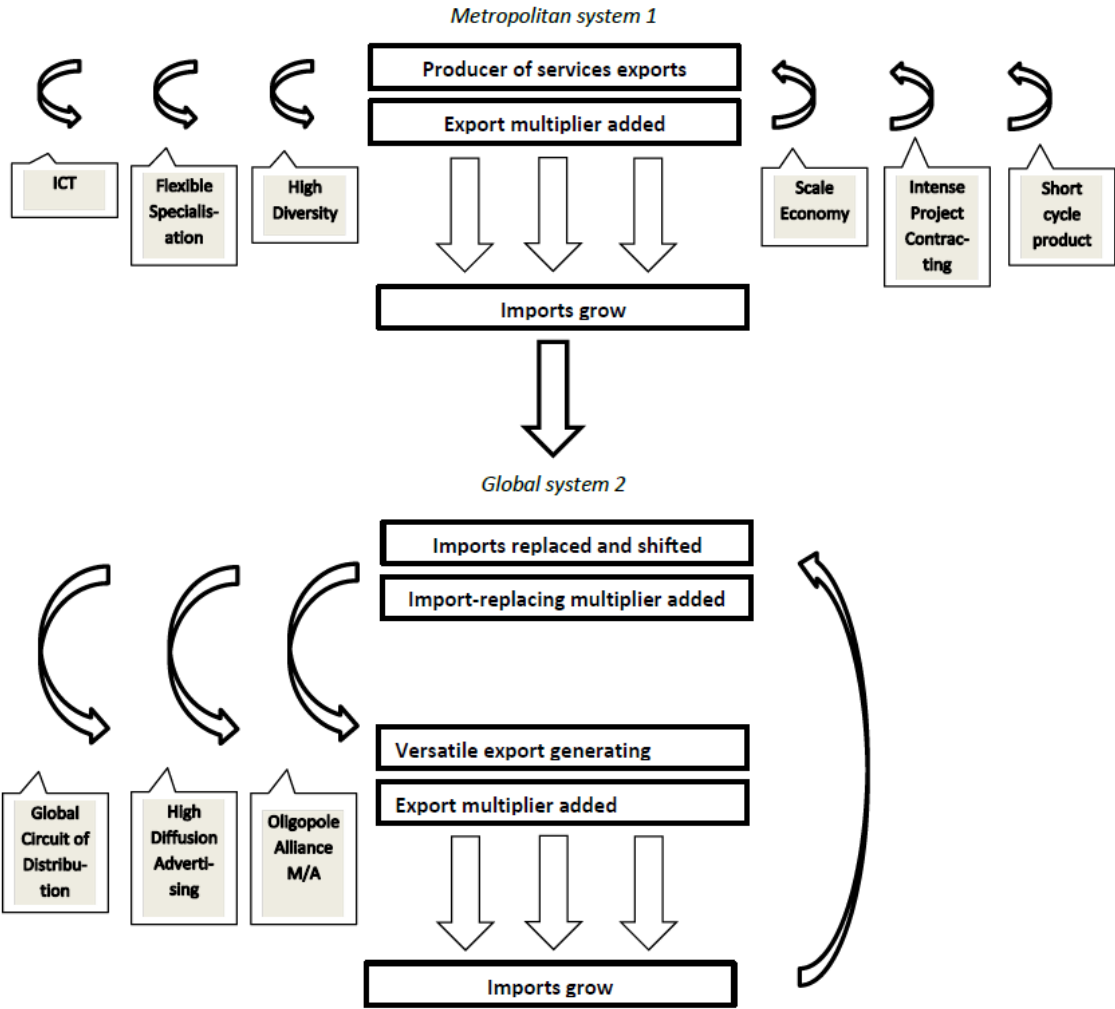 Metropolitan system 1
Producer of services exports
Export multiplier added
ICT
Flexible
Specialis-
ation
High
Diversity
Scale
Economy
Intense
Project
Contrac-
ting
Short
cycle
product
Imports grow
Global system 2
Imports replaced and shifted
Import-replacing multiplier added
Versatile export generating
Export multiplier added
Global
Circuit of
Distribu-
tion
High
Diffusion
Adverti-
sing
Oligopole
Alliance
M/A
Imports grow